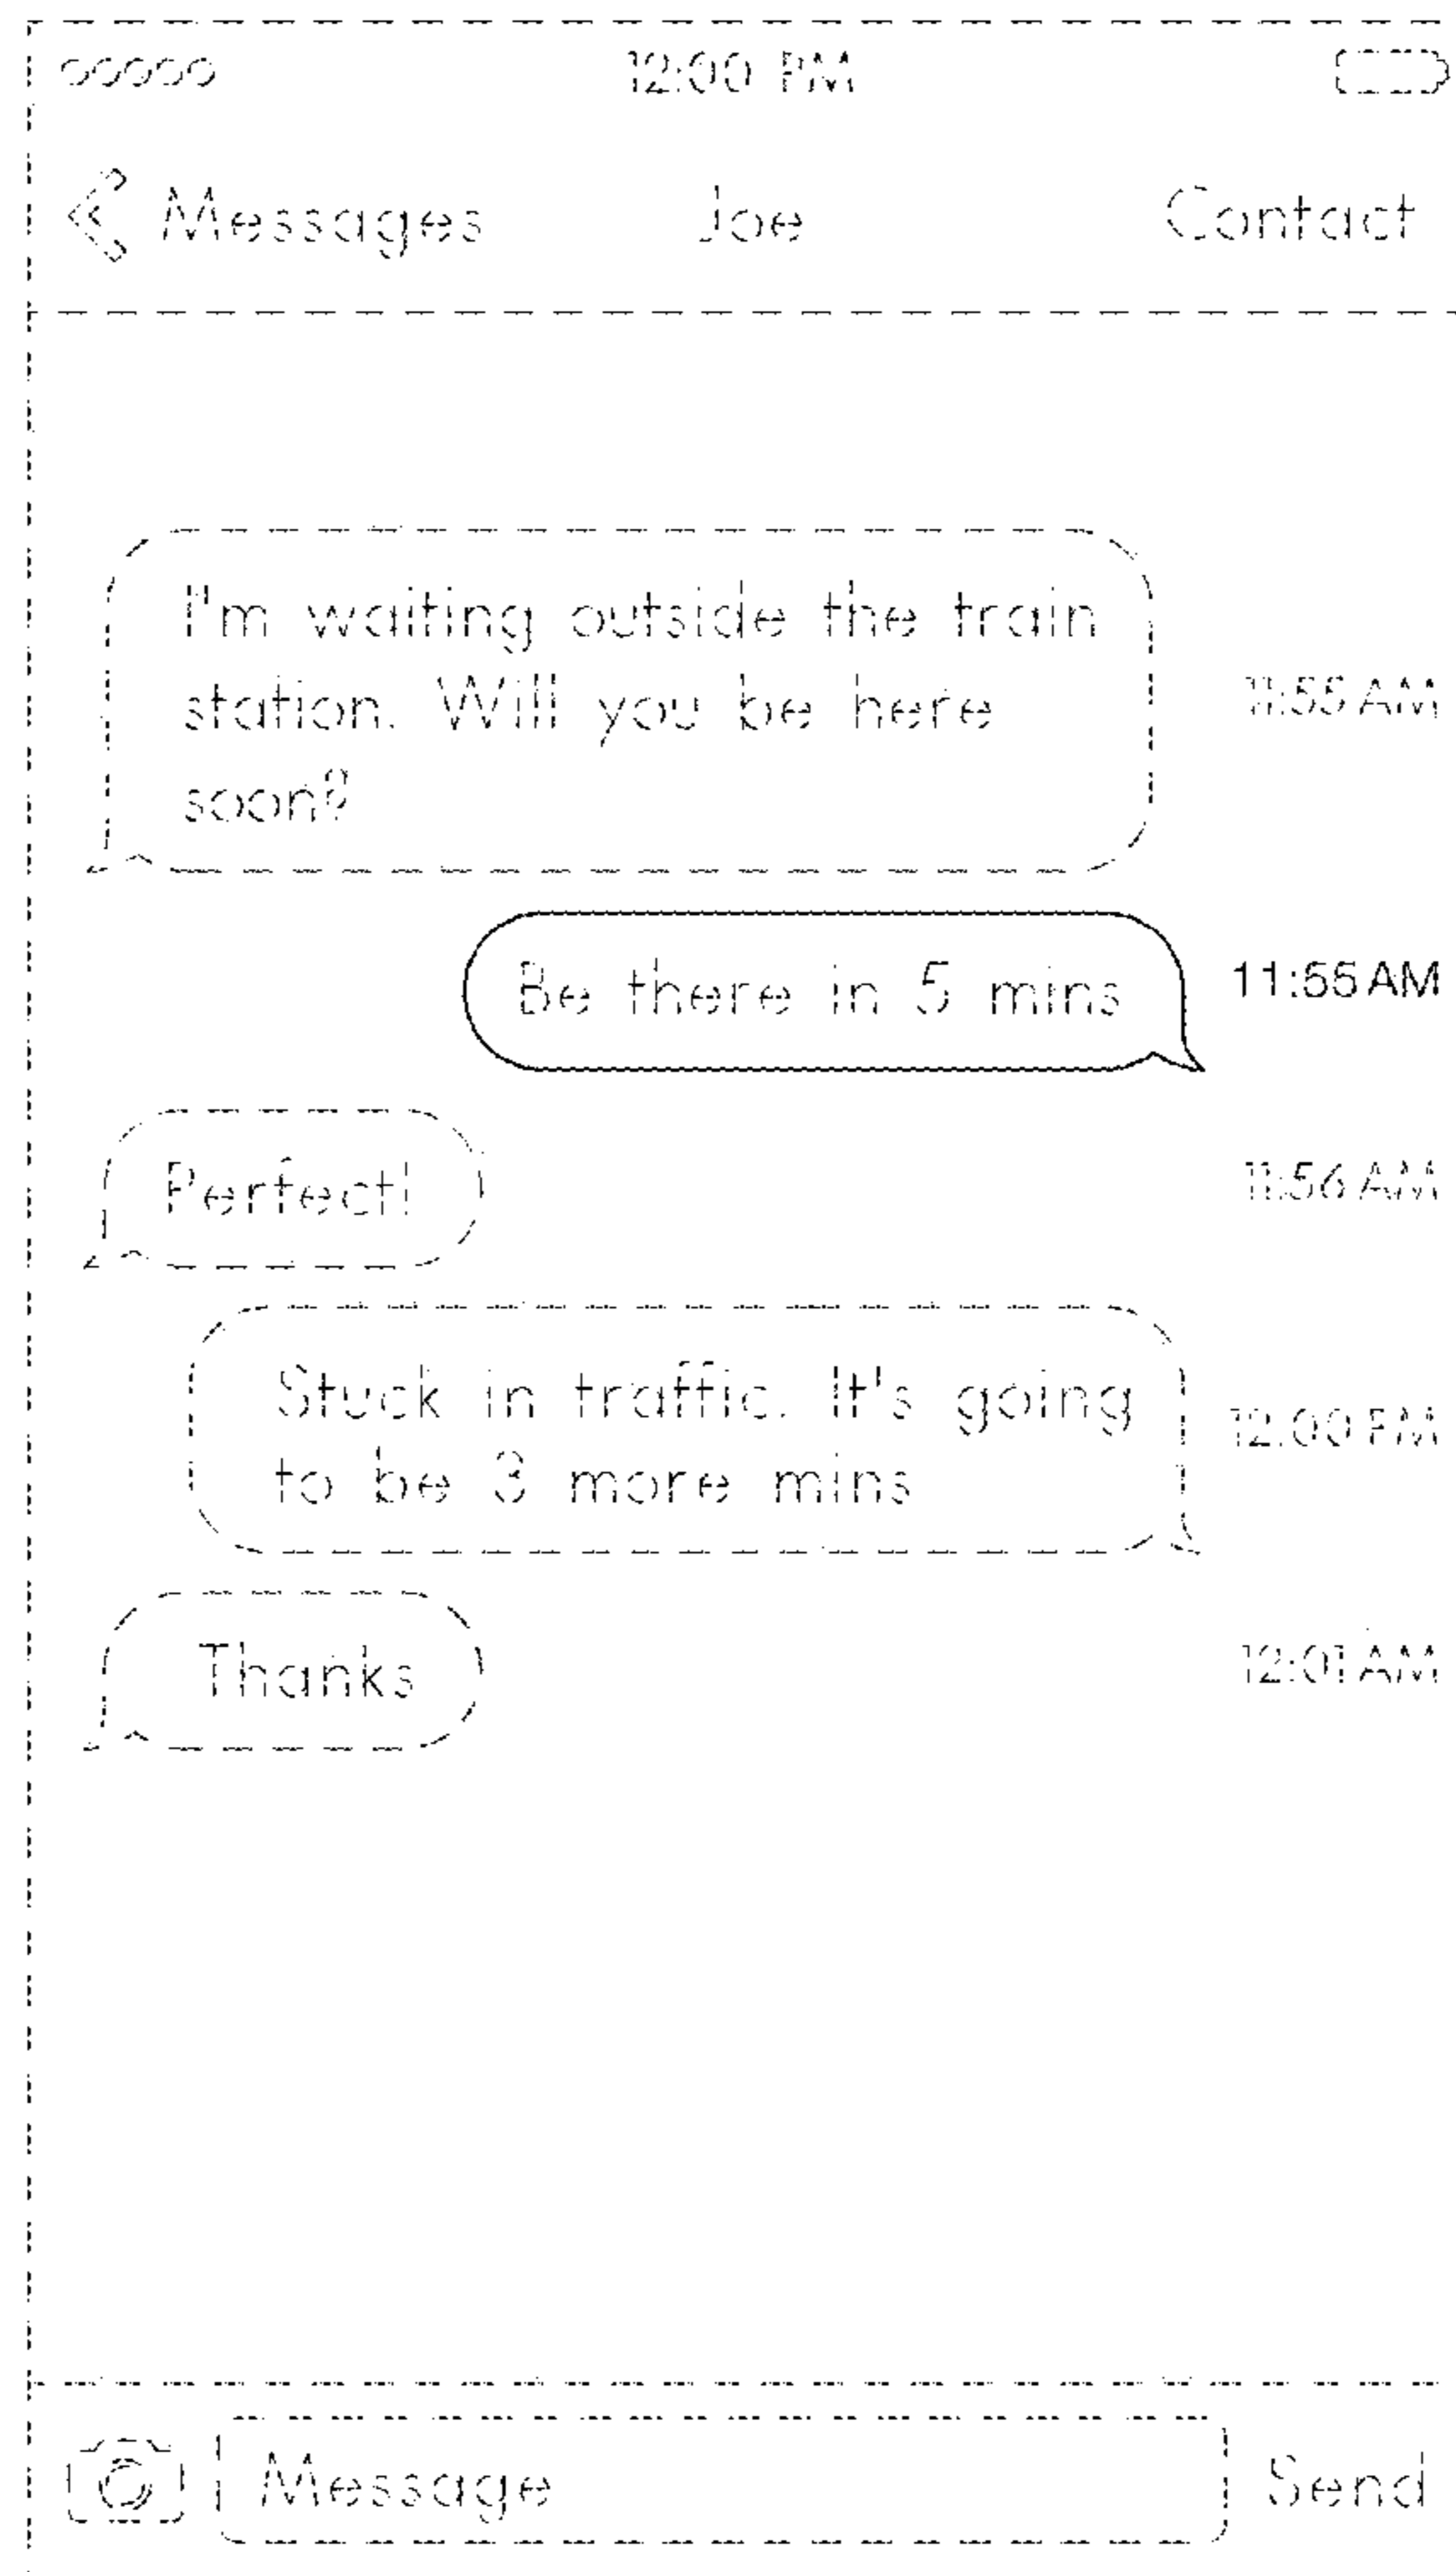 12:00 PM
Messages Joe Contact
I'm waiting outside the train
station. Will you be here
soon?
11:55 AM
Be there in 5 mins
11:55 AM
Perfect!
11:56 AM
Stuck in traffic. It's going
to be 3 more mins
12:00 PM
Thanks
12:01 AM
Message Send